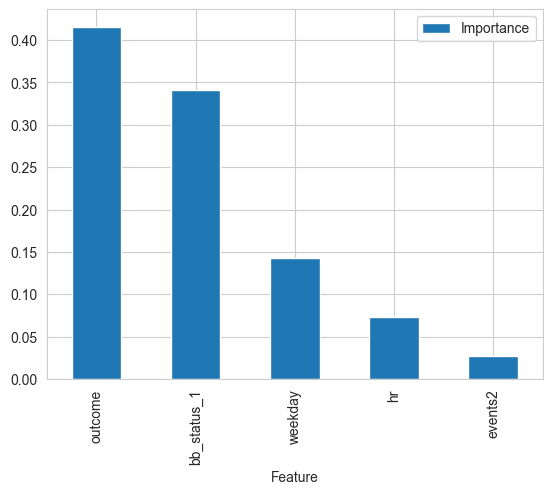 Importance
0.40
0.35
0.30
0.25
0.20
0.15
0.10
0.05
0.00
outcome
bb_status_1
weekday
hr
events2
Feature